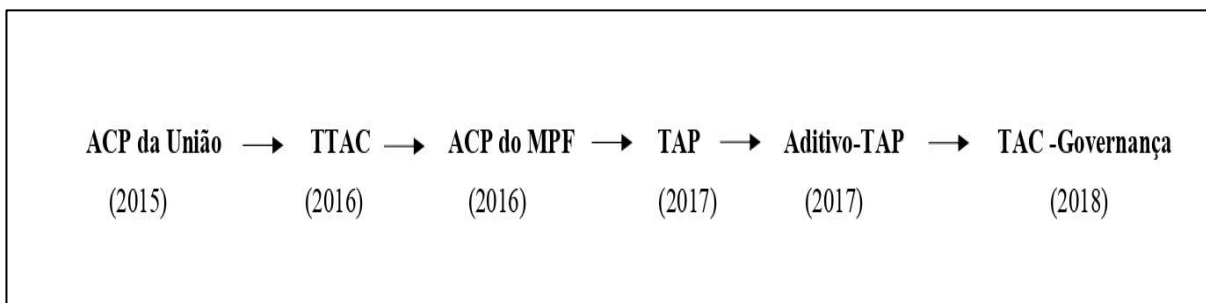 ACP da União → TTAC → ACP do MPF → TAP → Aditivo-TAP → TAC -Governança
(2015) (2016) (2016) (2017) (2017) (2018)